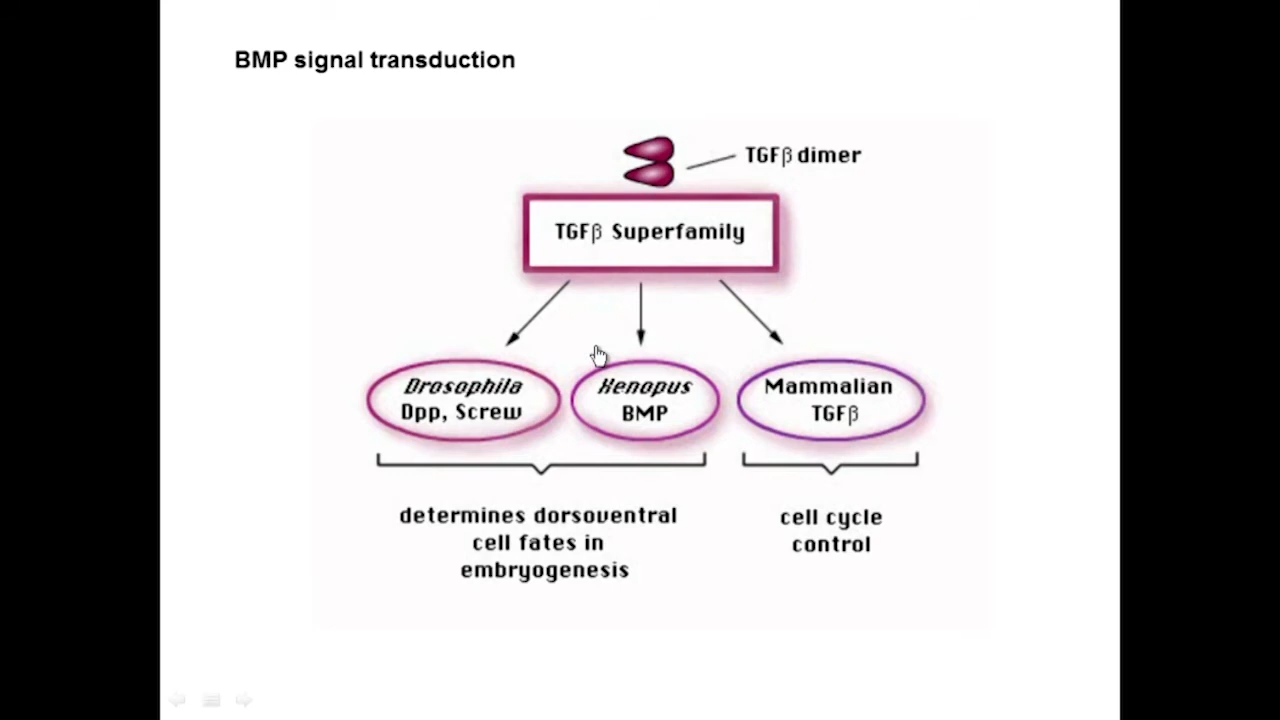 BMP signal transduction
TGFβ dimer
TGFβ Superfamily
Drosophila
Dpp, Screw
Xenopus
BMP
Mammalian
TGFβ
determines dorsoventral
cell fates in
embryogenesis
cell cycle
control